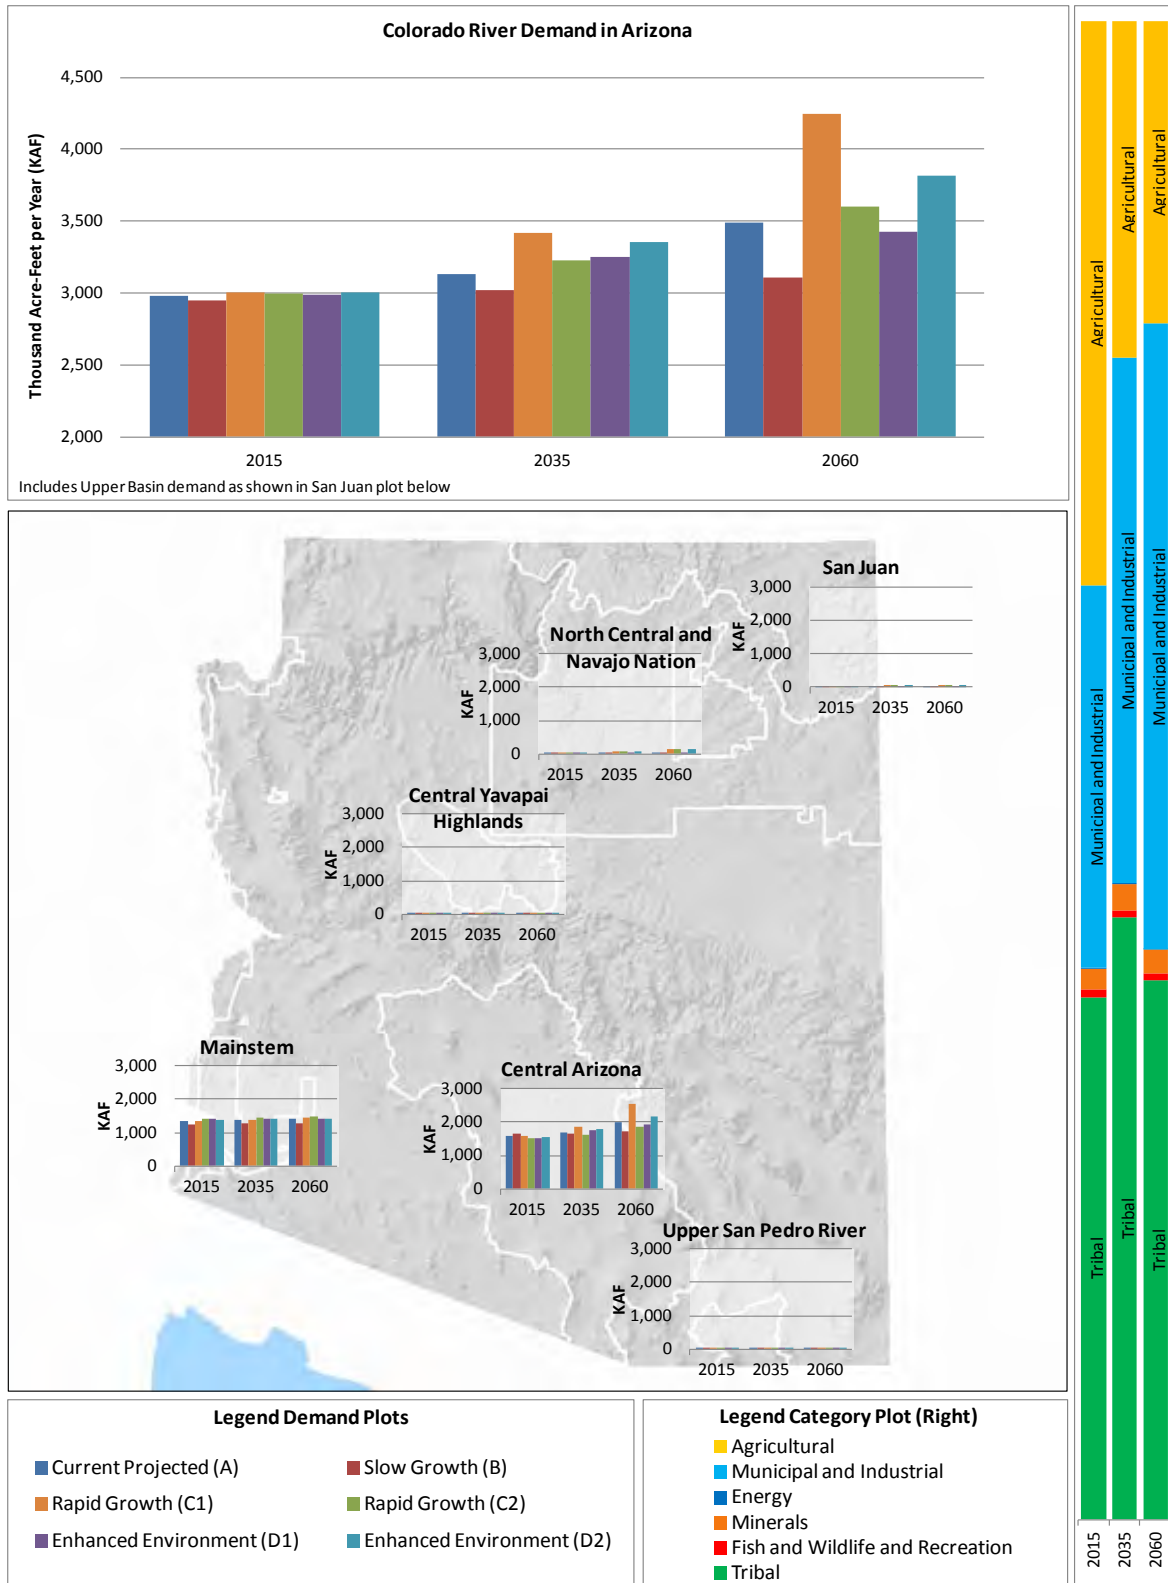 Colorado River Demand in Arizona
Thousand Acre-Feet per Year (KAF)
4,500
4,000
3,500
3,000
2,500
2,000
2015 2035 2060
Includes Upper Basin demand as shown in San Juan plot below
San Juan
KAF
3,000
2,000
1,000
0
2015 2035 2060
North Central and
Navajo Nation
KAF
3,000
2,000
1,000
0
2015 2035 2060
Central Yavapai
Highlands
KAF
3,000
2,000
1,000
0
2015 2035 2060
Mainstem
KAF
3,000
2,000
1,000
0
2015 2035 2060
Central Arizona
KAF
3,000
2,000
1,000
0
2015 2035 2060
Upper San Pedro River
KAF
3,000
2,000
1,000
0
2015 2035 2060
Legend Demand Plots
Current Projected (A)
Slow Growth (B)
Rapid Growth (C1)
Rapid Growth (C2)
Enhanced Environment (D1)
Enhanced Environment (D2)
Legend Category Plot (Right)
Agricultural
Municipal and Industrial
Energy
Minerals
Fish and Wildlife and Recreation
Tribal
Agricultural
Municipal and Industrial
Tribal
2015
Agricultural
Municipal and Industrial
Tribal
2035
Agricultural
Municipal and Industrial
Tribal
2060